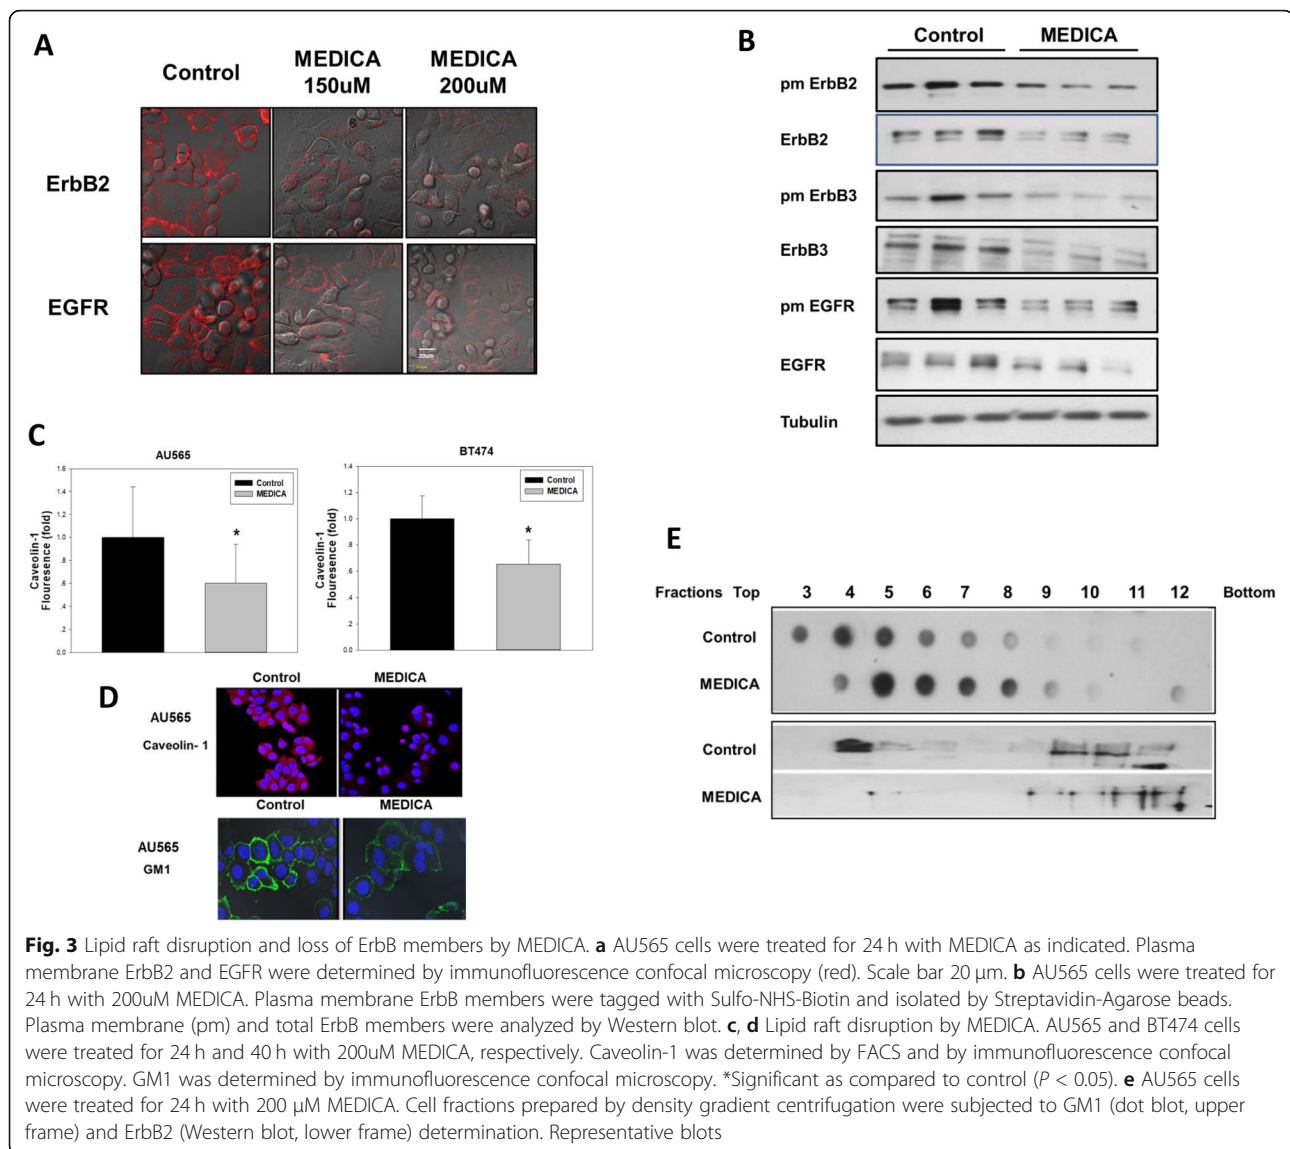 A
Control
MEDICA
150uM
MEDICA
200uM
ErbB2
EGFR
20um
B
Control MEDICA
pm ErbB2
ErbB2
pm ErbB3
ErbB3
pm EGFR
EGFR
Tubulin
C
AU565
Caveolin-1
Flouresence (fold)
1.6
1.4
1.2
1.0
.8
.6
.4
.2
0.0
Control
MEDICA
*
BT474
Caveolin-1
Flouresence (fold)
1.4
1.2
1.0
.8
.6
.4
.2
0.0
Control
MEDICA
*
D
Control MEDICA
AU565
Caveolin- 1
Control MEDICA
AU565
GM1
E
Fractions Top 3 4 5 6 7 8 9 10 11 12 Bottom
Control
MEDICA
Control
MEDICA
Fig. 3 Lipid raft disruption and loss of ErbB members by MEDICA. a AU565 cells were treated for 24 h with MEDICA as indicated. Plasma
membrane ErbB2 and EGFR were determined by immunofluorescence confocal microscopy (red). Scale bar 20 μm. b AU565 cells were treated for
24 h with 200uM MEDICA. Plasma membrane ErbB members were tagged with Sulfo-NHS-Biotin and isolated by Streptavidin-Agarose beads.
Plasma membrane (pm) and total ErbB members were analyzed by Western blot. c, d Lipid raft disruption by MEDICA. AU565 and BT474 cells
were treated for 24 h and 40 h with 200uM MEDICA, respectively. Caveolin-1 was determined by FACS and by immunofluorescence confocal
microscopy. GM1 was determined by immunofluorescence confocal microscopy. *Significant as compared to control (P < 0.05). e AU565 cells
were treated for 24 h with 200 μM MEDICA. Cell fractions prepared by density gradient centrifugation were subjected to GM1 (dot blot, upper
frame) and ErbB2 (Western blot, lower frame) determination. Representative blots